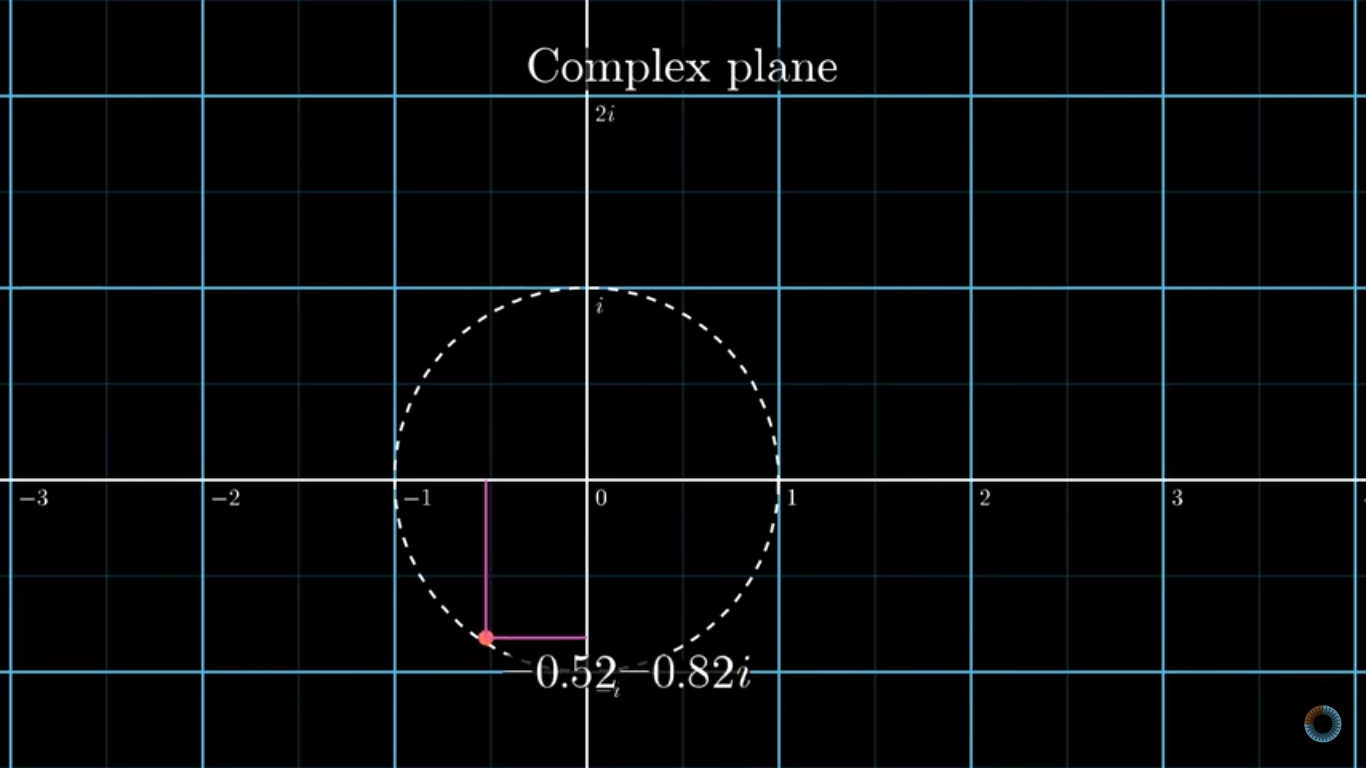 Complex plane
2i
i
−3 −2 −1 0 1 2 3
−0.52−0.82i
−i